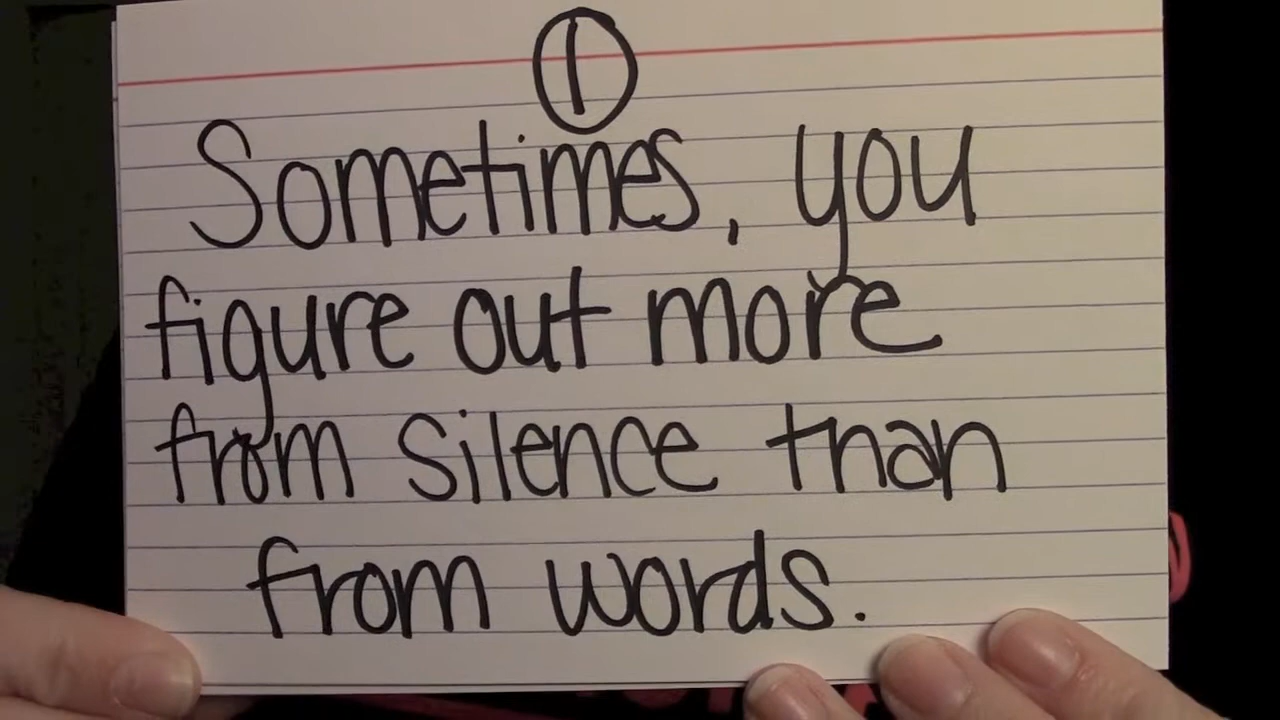 ①
Sometimes, you
figure out more
from silence than
from words.